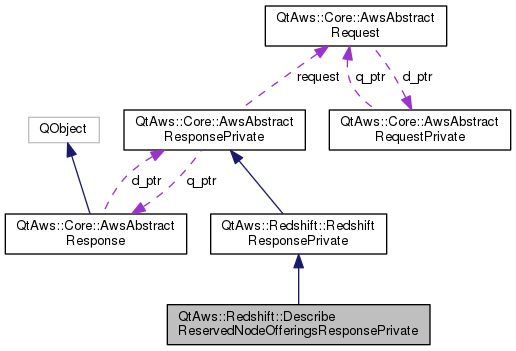 QtAws::Core::AwsAbstract
Request
request
q_ptr
d_ptr
QObject
QtAws::Core::AwsAbstract
ResponsePrivate
QtAws::Core::AwsAbstract
RequestPrivate
d_ptr
q_ptr
QtAws::Core::AwsAbstract
Response
QtAws::Redshift::Redshift
ResponsePrivate
QtAws::Redshift::Describe
ReservedNodeOfferingsResponsePrivate